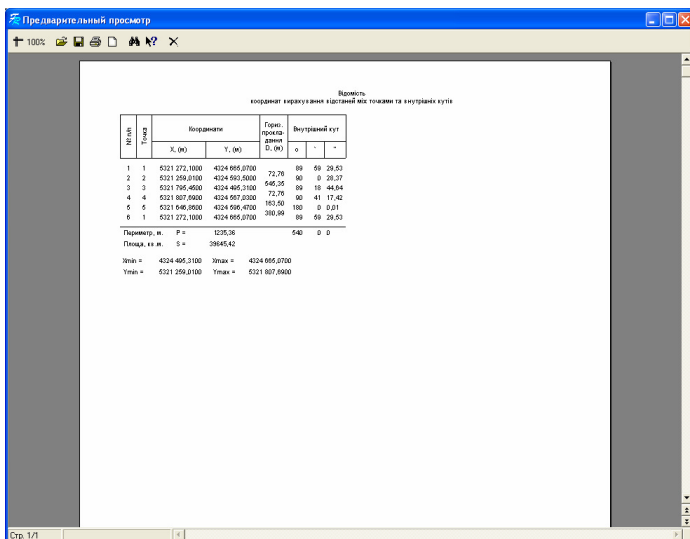 Предварительный просмотр
100%
Відомість
координат вирахування відстаней між точками та внутрішніх кутів
№ п/п Точка Координати Гориз. прокла- дання D, (м) Внутрішній кут
X, (м) Y, (м) о ' "
1 1 5321 272,1000 4324 665,0700 89 59 29,53
72,76
2 2 5321 259,0100 4324 593,5000 90 0 28,37
545,35
3 3 5321 795,4500 4324 495,3100 89 18 44,64
72,76
4 4 5321 807,6900 4324 567,0300 90 41 17,42
163,50
5 5 5321 646,8600 4324 596,4700 180 0 0,01
380,99
6 1 5321 272,1000 4324 665,0700 89 59 29,53
Периметр, м. P = 1235,36 540 0 0
Площа, кв.м. S = 39645,42
Xmin = 4324 495,3100 Xmax = 4324 665,0700
Ymin = 5321 259,0100 Ymax = 5321 807,6900
Стр. 1/1